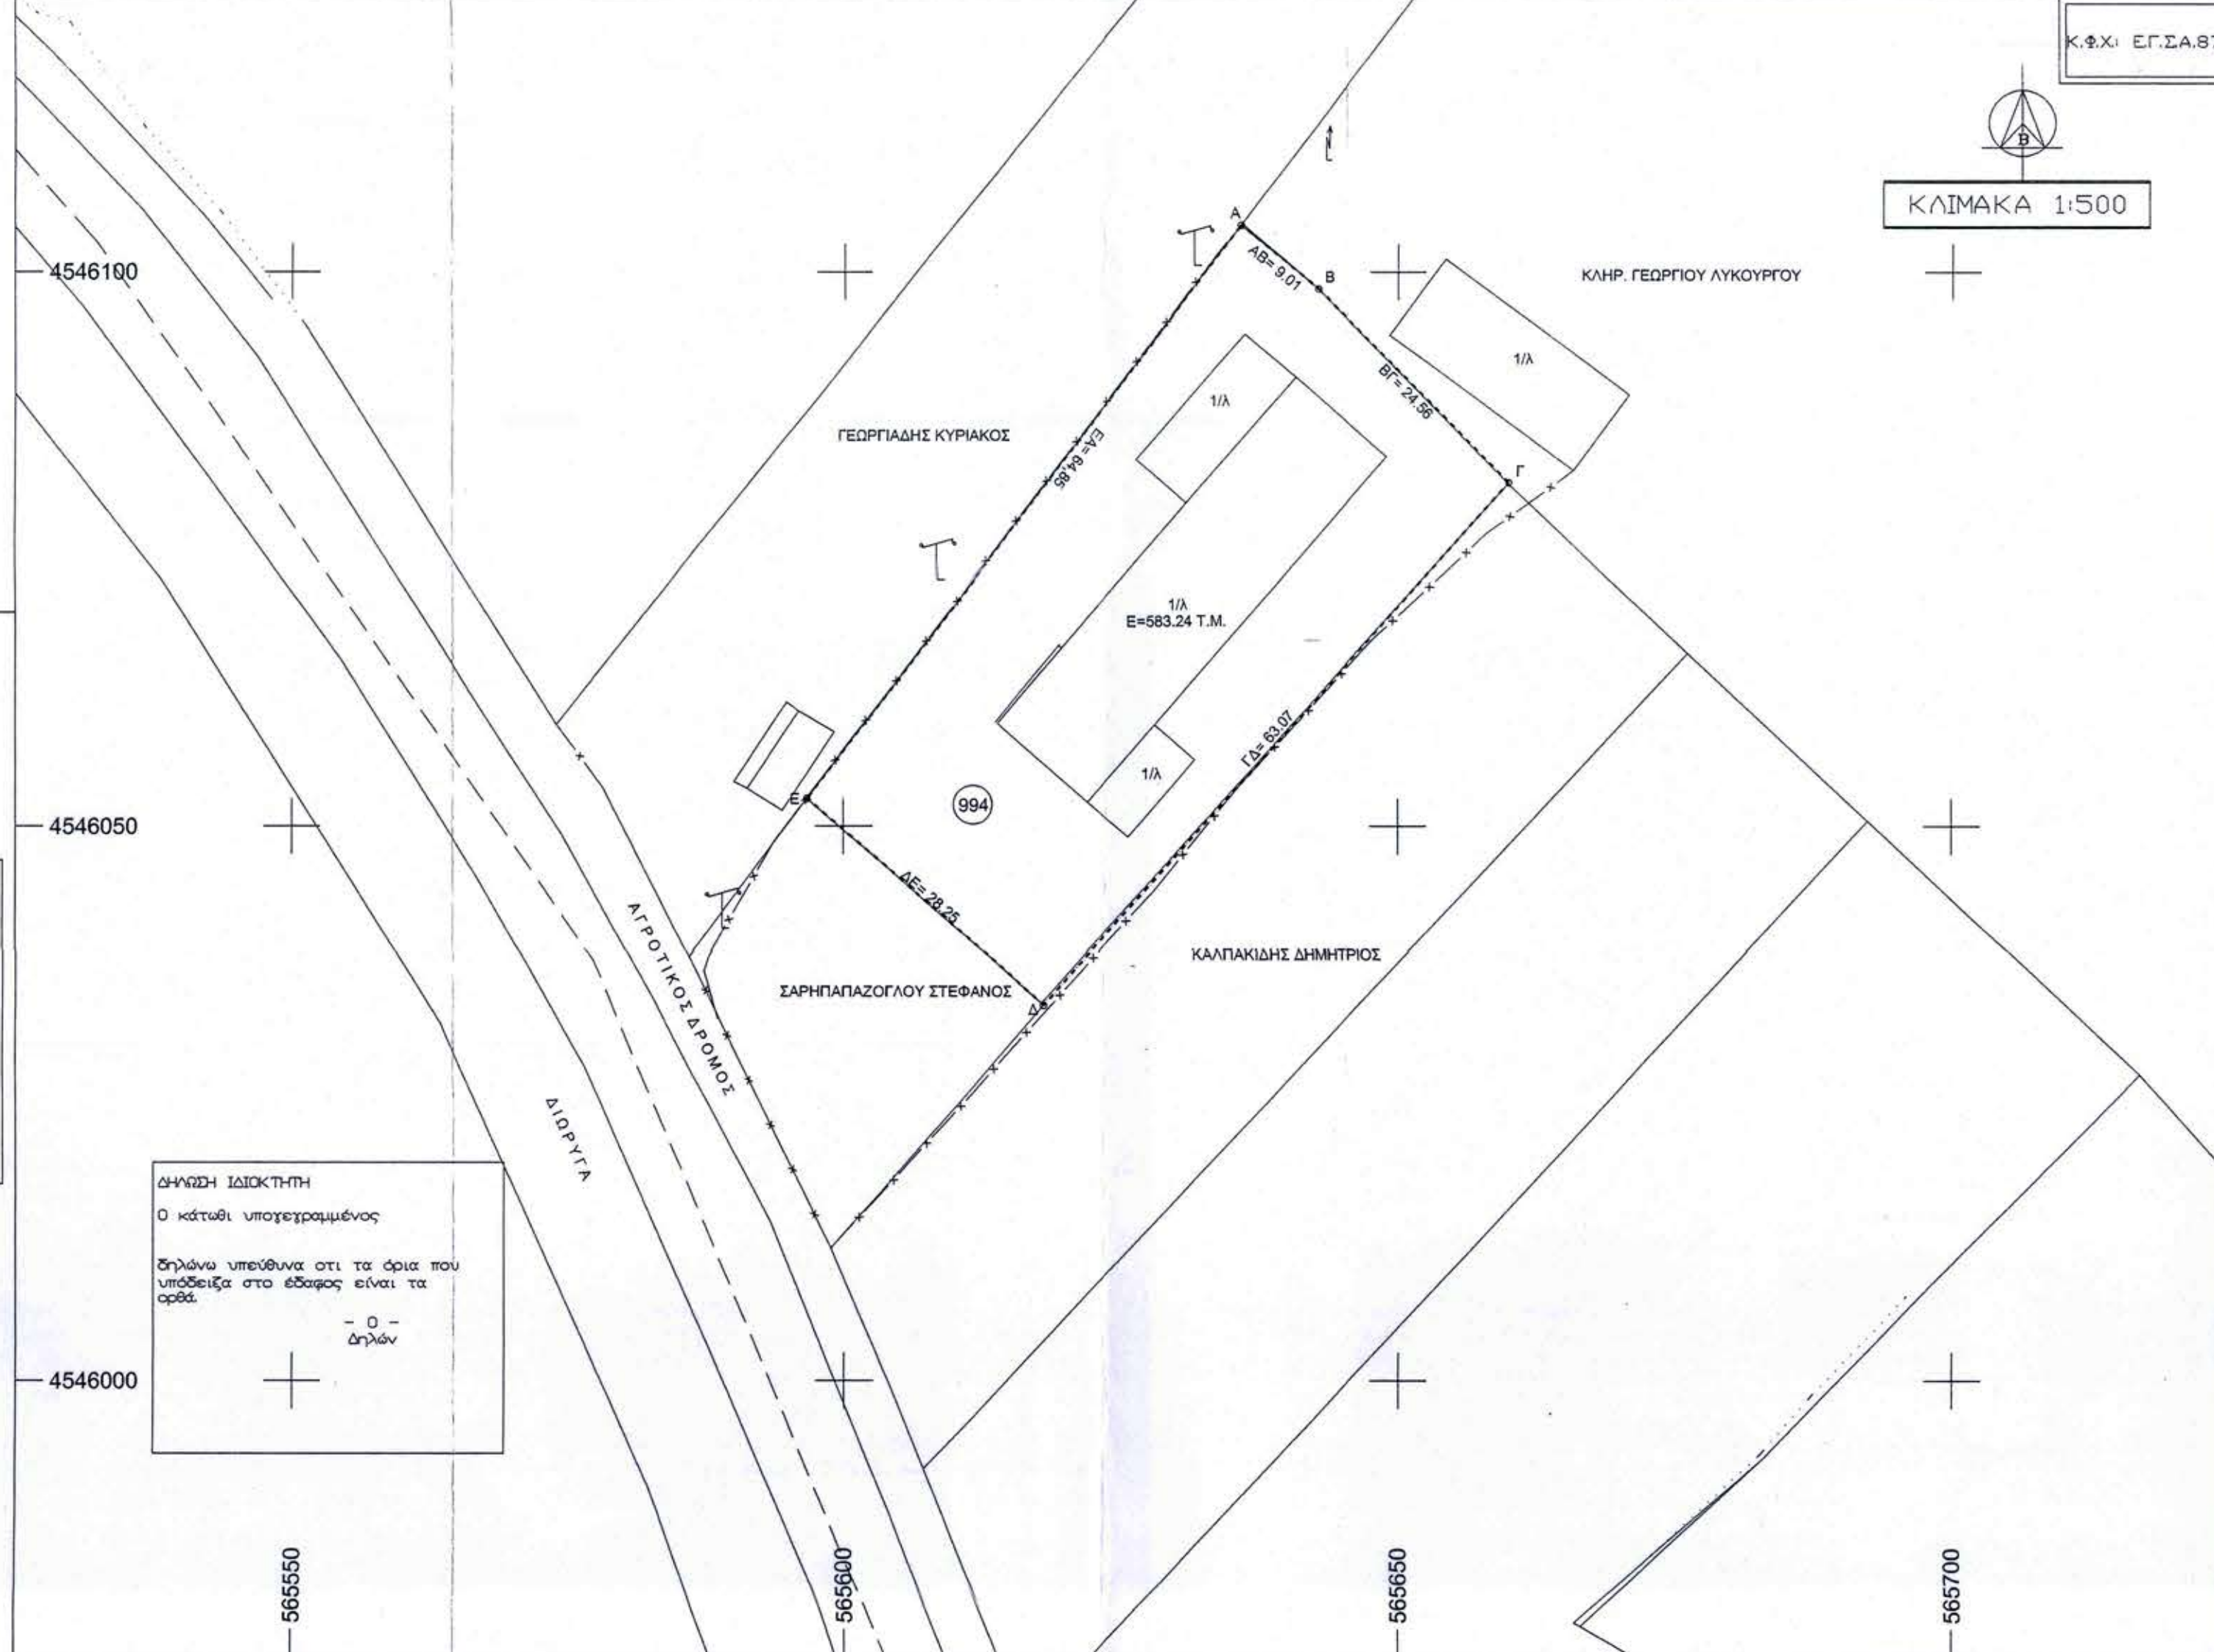 Κ.Φ.Χ.: Ε.Γ.ΣΑ.87
Β
ΚΛΙΜΑΚΑ 1:500
4546100
Α
ΑΒ= 9.01
Β
ΚΛΗΡ. ΓΕΩΡΓΙΟΥ ΛΥΚΟΥΡΓΟΥ
1/λ
ΒΓ= 24.56
1/λ
ΓΕΩΡΓΙΑΔΗΣ ΚΥΡΙΑΚΟΣ
ΕΑ= 64.85
Γ
1/λ
Ε=583.24 Τ.Μ.
ΓΔ= 63.07
1/λ
Ε
994
4546050
ΔΕ= 28.25
ΑΓΡΟΤΙΚΟΣ ΔΡΟΜΟΣ
ΚΑΛΠΑΚΙΔΗΣ ΔΗΜΗΤΡΙΟΣ
ΣΑΡΗΠΑΠΑΖΟΓΛΟΥ ΣΤΕΦΑΝΟΣ
Δ
ΔΙΩΡΥΓΑ
ΔΗΛΩΣΗ ΙΔΙΟΚΤΗΤΗ
Ο κάτωθι υπογεγραμμένος
δηλώνω υπεύθυνα οτι τα όρια που
υπόδειξα στο έδαφος είναι τα
ορθά.
- Ο -
Δηλών
4546000
565550
565600
565650
565700